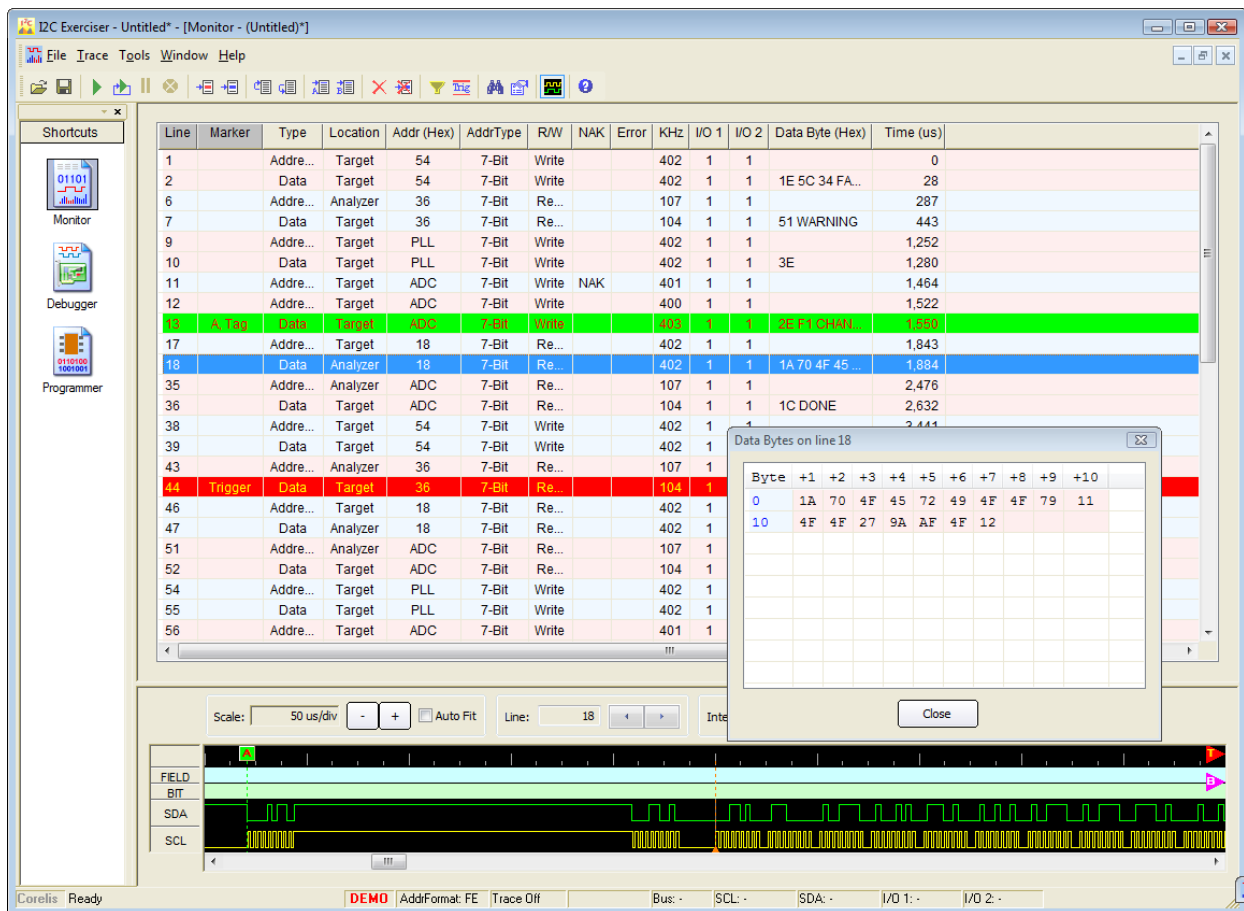 I2C Exerciser - Untitled* - [Monitor - (Untitled)*]
File Trace Tools Window Help
Shortcuts
01101
Monitor
Debugger
0110100
1001001
Programmer
Line Marker Type Location Addr (Hex) AddrType R/W NAK Error KHz I/O 1 I/O 2 Data Byte (Hex) Time (us)
1 Addre... Target 54 7-Bit Write 402 1 1 0
2 Data Target 54 7-Bit Write 402 1 1 1E 5C 34 FA... 28
6 Addre... Analyzer 36 7-Bit Re... 107 1 1 287
7 Data Target 36 7-Bit Re... 104 1 1 51 WARNING 443
9 Addre... Target PLL 7-Bit Write 402 1 1 1,252
10 Data Target PLL 7-Bit Write 402 1 1 3E 1,280
11 Addre... Target ADC 7-Bit Write NAK 401 1 1 1,464
12 Addre... Target ADC 7-Bit Write 400 1 1 1,522
13 A, Tag Data Target ADC 7-Bit Write 403 1 1 2E F1 CHAN... 1,550
17 Addre... Target 18 7-Bit Re... 402 1 1 1,843
18 Data Analyzer 18 7-Bit Re... 402 1 1 1A 70 4F 45 ... 1,884
35 Addre... Analyzer ADC 7-Bit Re... 107 1 1 2,476
36 Data Target ADC 7-Bit Re... 104 1 1 1C DONE 2,632
38 Addre... Target 54 7-Bit Re... 402 1 1 3,441
39 Data Target 54 7-Bit Re... 402 1
43 Addre... Analyzer 36 7-Bit Re... 107 1
44 Trigger Data Target 36 7-Bit Re... 104 1
46 Addre... Target 18 7-Bit Re... 402 1
47 Data Analyzer 18 7-Bit Re... 402 1
51 Addre... Analyzer ADC 7-Bit Re... 107 1
52 Data Target ADC 7-Bit Re... 104 1
54 Addre... Target PLL 7-Bit Write 402 1
55 Data Target PLL 7-Bit Write 402 1
56 Addre... Target ADC 7-Bit Write 401 1
Data Bytes on line 18
Byte +1 +2 +3 +4 +5 +6 +7 +8 +9 +10
0 1A 70 4F 45 72 49 4F 4F 79 11
10 4F 4F 27 9A AF 4F 12
Close
Scale: 50 us/div - + Auto Fit Line: 18 Inte
A T
FIELD
BIT B
SDA
SCL
Corelis Ready DEMO AddrFormat: FE Trace Off Bus: - SCL: - SDA: - I/O 1: - I/O 2: -